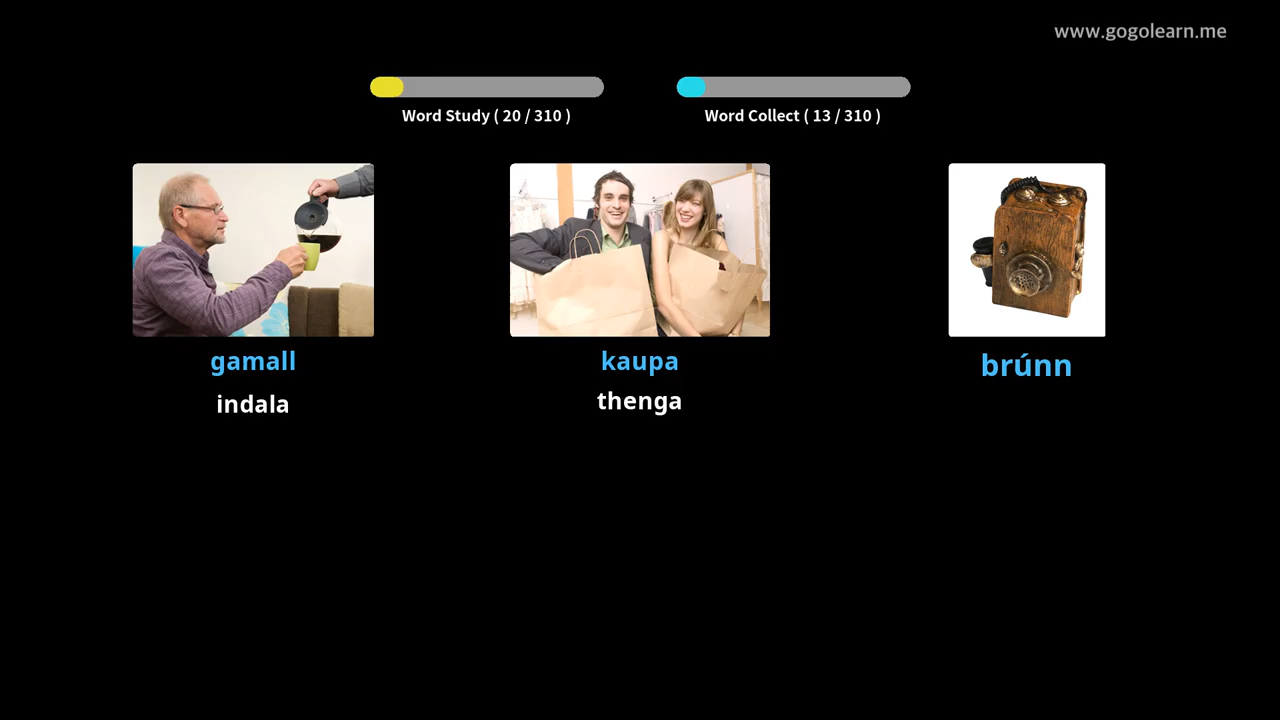 www.gogolearn.me
Word Study ( 20 / 310 )
Word Collect ( 13 / 310 )
gamall
kaupa
brúnn
indala
thenga